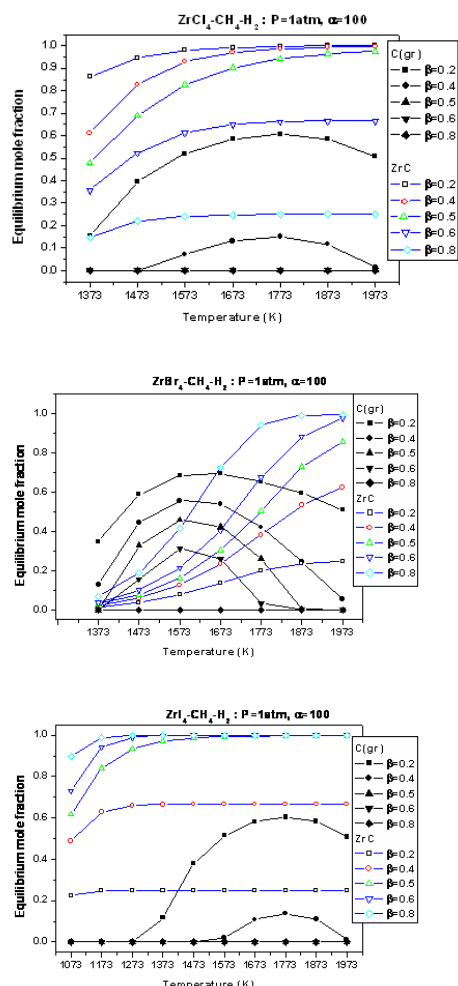 ZrCl4-CH4-H2 : P=1atm, α=100
Equilibrium mole fraction
1.0
0.9
0.8
0.7
0.6
0.5
0.4
0.3
0.2
0.1
0.0
1373 1473 1573 1673 1773 1873 1973
Temperature (K)
C(gr)
β=0.2
β=0.4
β=0.5
β=0.6
β=0.8
ZrC
β=0.2
β=0.4
β=0.5
β=0.6
β=0.8
ZrBr4-CH4-H2 : P=1atm, α=100
Equilibrium mole fraction
1.0
0.8
0.6
0.4
0.2
0.0
1373 1473 1573 1673 1773 1873 1973
Temperature (K)
C(gr)
β=0.2
β=0.4
β=0.5
β=0.6
β=0.8
ZrC
β=0.2
β=0.4
β=0.5
β=0.6
β=0.8
ZrI4-CH4-H2 : P=1atm, α=100
Equilibrium mole fraction
1.0
0.8
0.6
0.4
0.2
0.0
1073 1173 1273 1373 1473 1573 1673 1773 1873 1973
Temperature (K)
C(gr)
β=0.2
β=0.4
β=0.5
β=0.6
β=0.8
ZrC
β=0.2
β=0.4
β=0.5
β=0.6
β=0.8